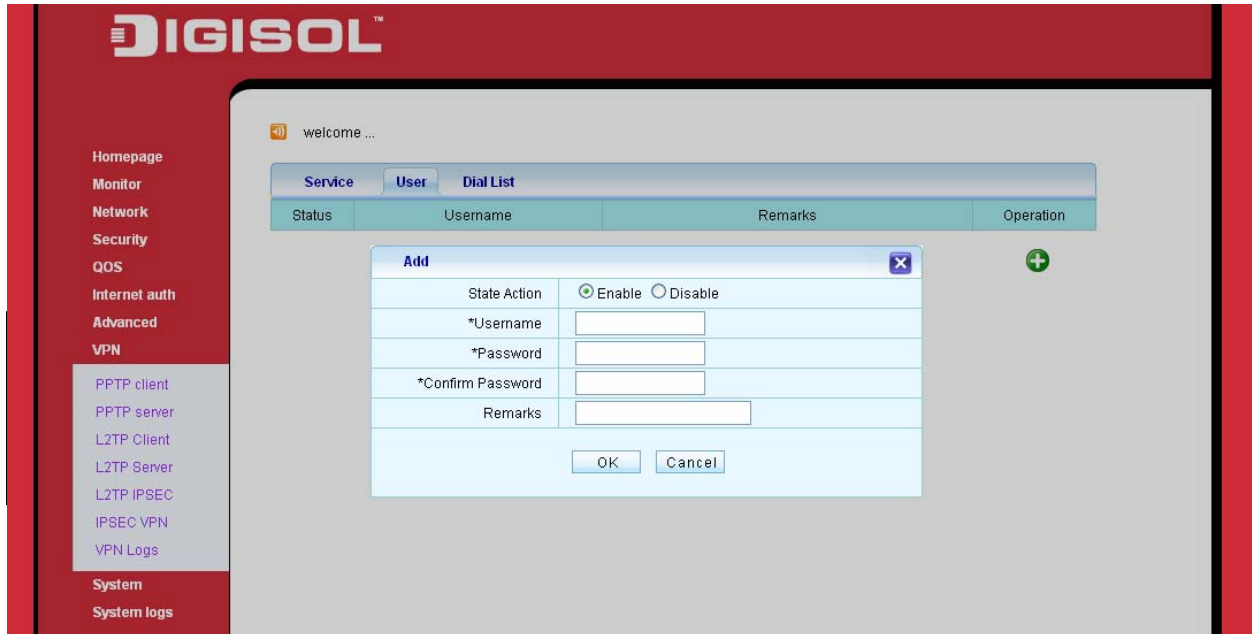 DIGISOL™
welcome ...
Homepage
Monitor
Network
Security
QOS
Internet auth
Advanced
VPN
PPTP client
PPTP server
L2TP Client
L2TP Server
L2TP IPSEC
IPSEC VPN
VPN Logs
System
System logs
Service User Dial List
Status Username Remarks Operation
Add
State Action Enable Disable
*Username
*Password
*Confirm Password
Remarks
OK Cancel